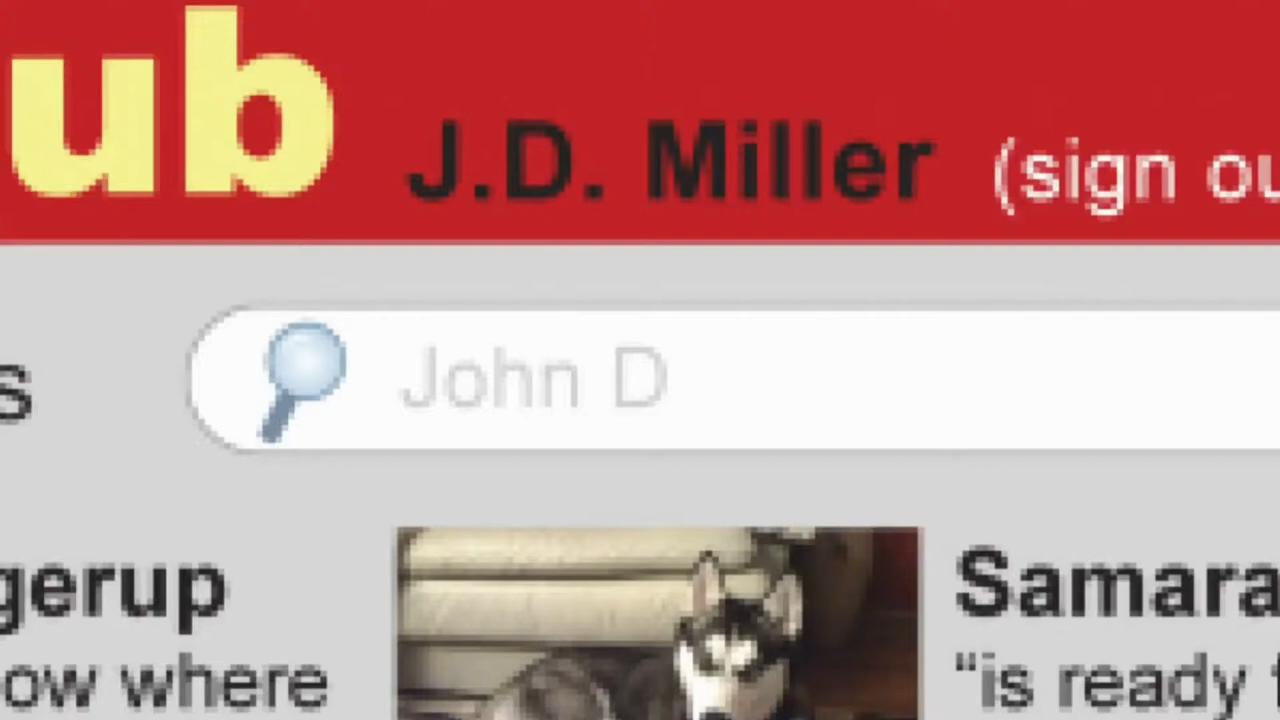 ub J.D. Miller (sign ou
s John D
gerup Samara
ow where "is ready